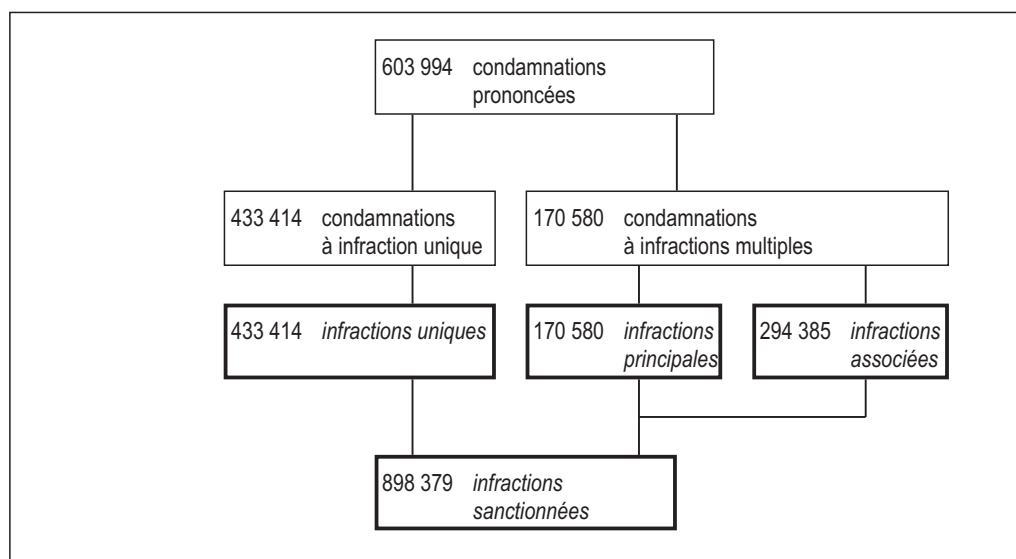 603 994 condamnations
prononcées
433 414 condamnations
à infraction unique
170 580 condamnations
à infractions multiples
433 414 infractions uniques
170 580 infractions
principales
294 385 infractions
associées
898 379 infractions
sanctionnées